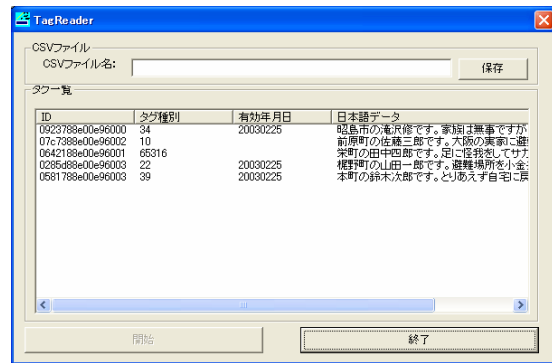 TagReader
CSVファイル
CSVファイル名:
保存
タグ一覧
ID タグ種別 有効年月日 日本語データ
0923788e00e96000 34 20030225 昭島市の滝沢修です。家族は無事ですが
07c7388e00e96002 10 前原町の佐藤三郎です。大阪の実家に避
0642188e00e96001 65316 栄町の田中四郎です。足に怪我をしてサカ
0285d88e00e96003 22 20030225 梶野町の山田一郎です。避難場所を小金
0581788e00e96003 39 20030225 本町の鈴木次郎です。とりあえず自宅に戻
開始
終了